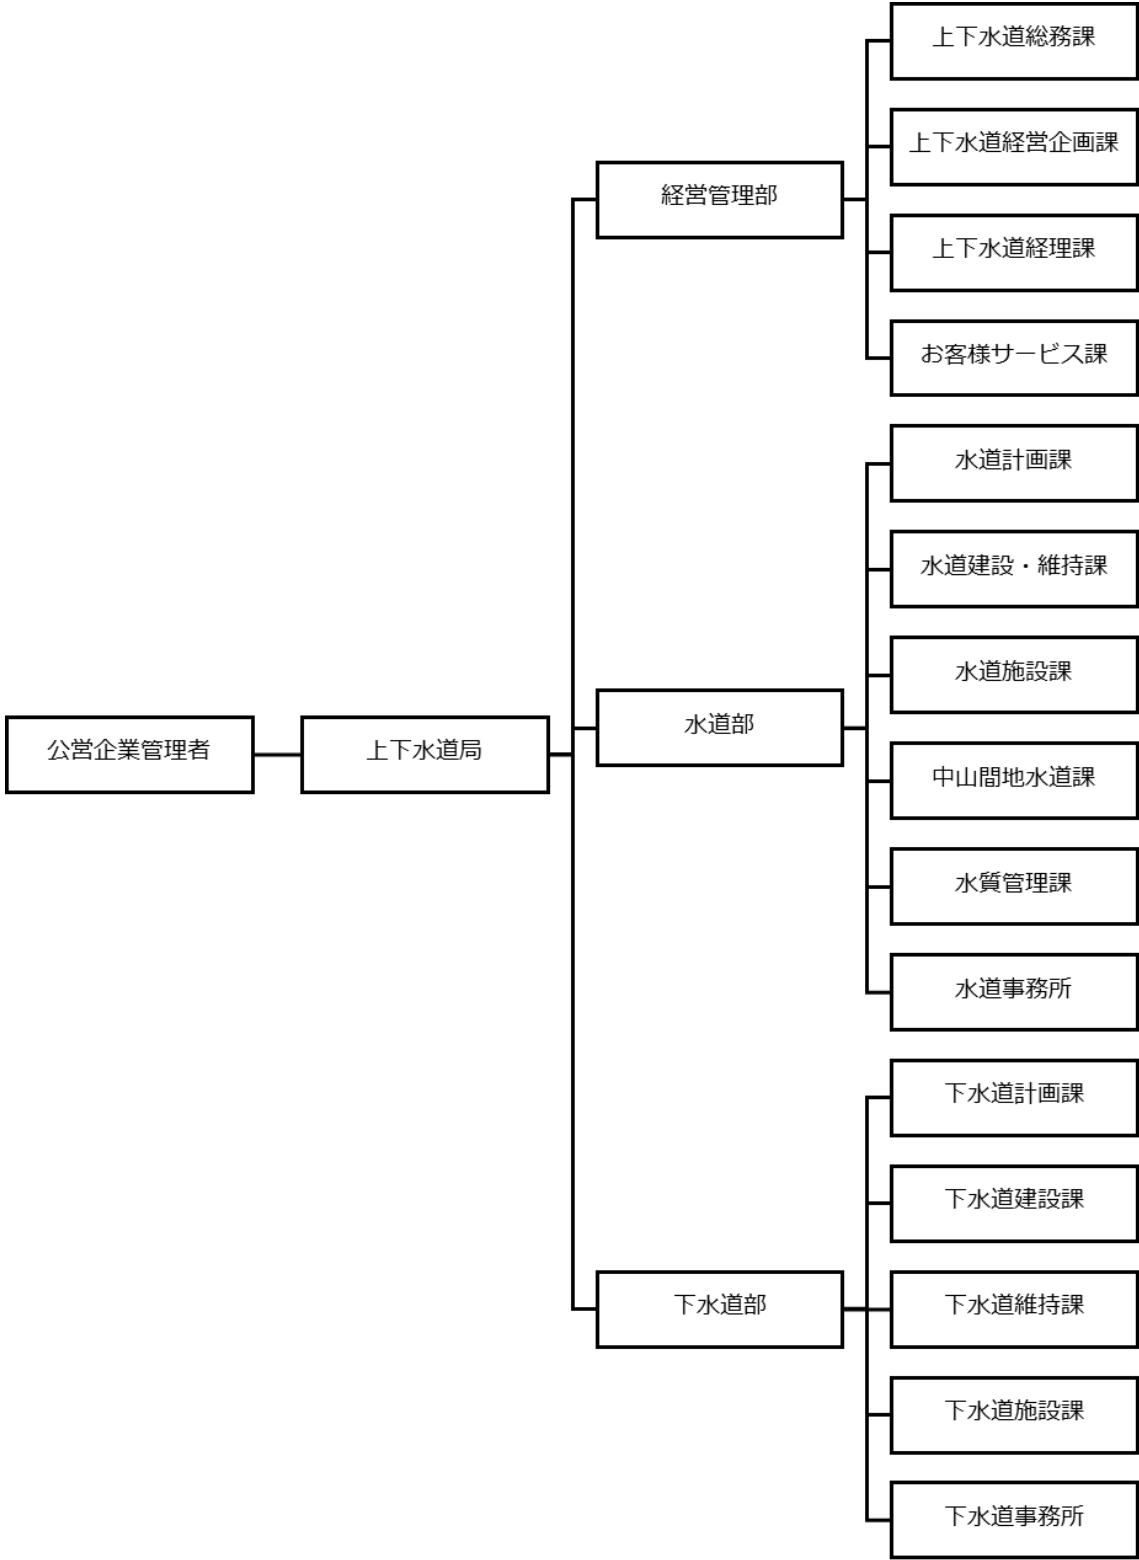 公営企業管理者
上下水道局
経営管理部
上下水道総務課
上下水道経営企画課
上下水道経理課
お客様サービス課
水道部
水道計画課
水道建設・維持課
水道施設課
中山間地水道課
水質管理課
水道事務所
下水道部
下水道計画課
下水道建設課
下水道維持課
下水道施設課
下水道事務所